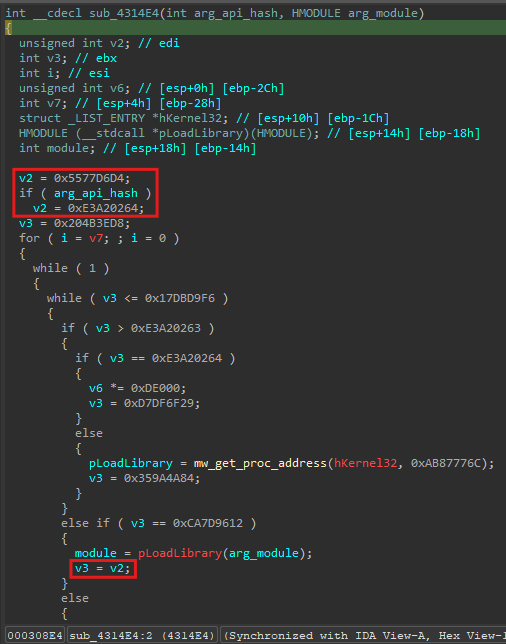 int __cdecl sub_4314E4(int arg_api_hash, HMODULE arg_module)
{
  unsigned int v2; // edi
  int v3; // ebx
  int i; // esi
  unsigned int v6; // [esp+0h] [ebp-2Ch]
  int v7; // [esp+4h] [ebp-28h]
  struct _LIST_ENTRY *hKernel32; // [esp+10h] [ebp-1Ch]
  HMODULE (__stdcall *pLoadLibrary)(HMODULE); // [esp+14h] [ebp-18h]
  int module; // [esp+18h] [ebp-14h]

  v2 = 0x5577D6D4;
  if ( arg_api_hash )
    v2 = 0xE3A20264;
  v3 = 0x204B3ED8;
  for ( i = v7; ; i = 0 )
  {
    while ( 1 )
    {
      while ( v3 <= 0x17DBD9F6 )
      {
        if ( v3 > 0xE3A20263 )
        {
          if ( v3 == 0xE3A20264 )
          {
            v6 *= 0xDE000;
            v3 = 0xD7DF6F29;
          }
          else
          {
            pLoadLibrary = mw_get_proc_address(hKernel32, 0xAB87776C);
            v3 = 0x359A4A84;
          }
        }
        else if ( v3 == 0xCA7D9612 )
        {
          module = pLoadLibrary(arg_module);
          v3 = v2;
        }
        else
        {
000308E4 sub_4314E4:2 (4314E4) (Synchronized with IDA View-A, Hex View-1